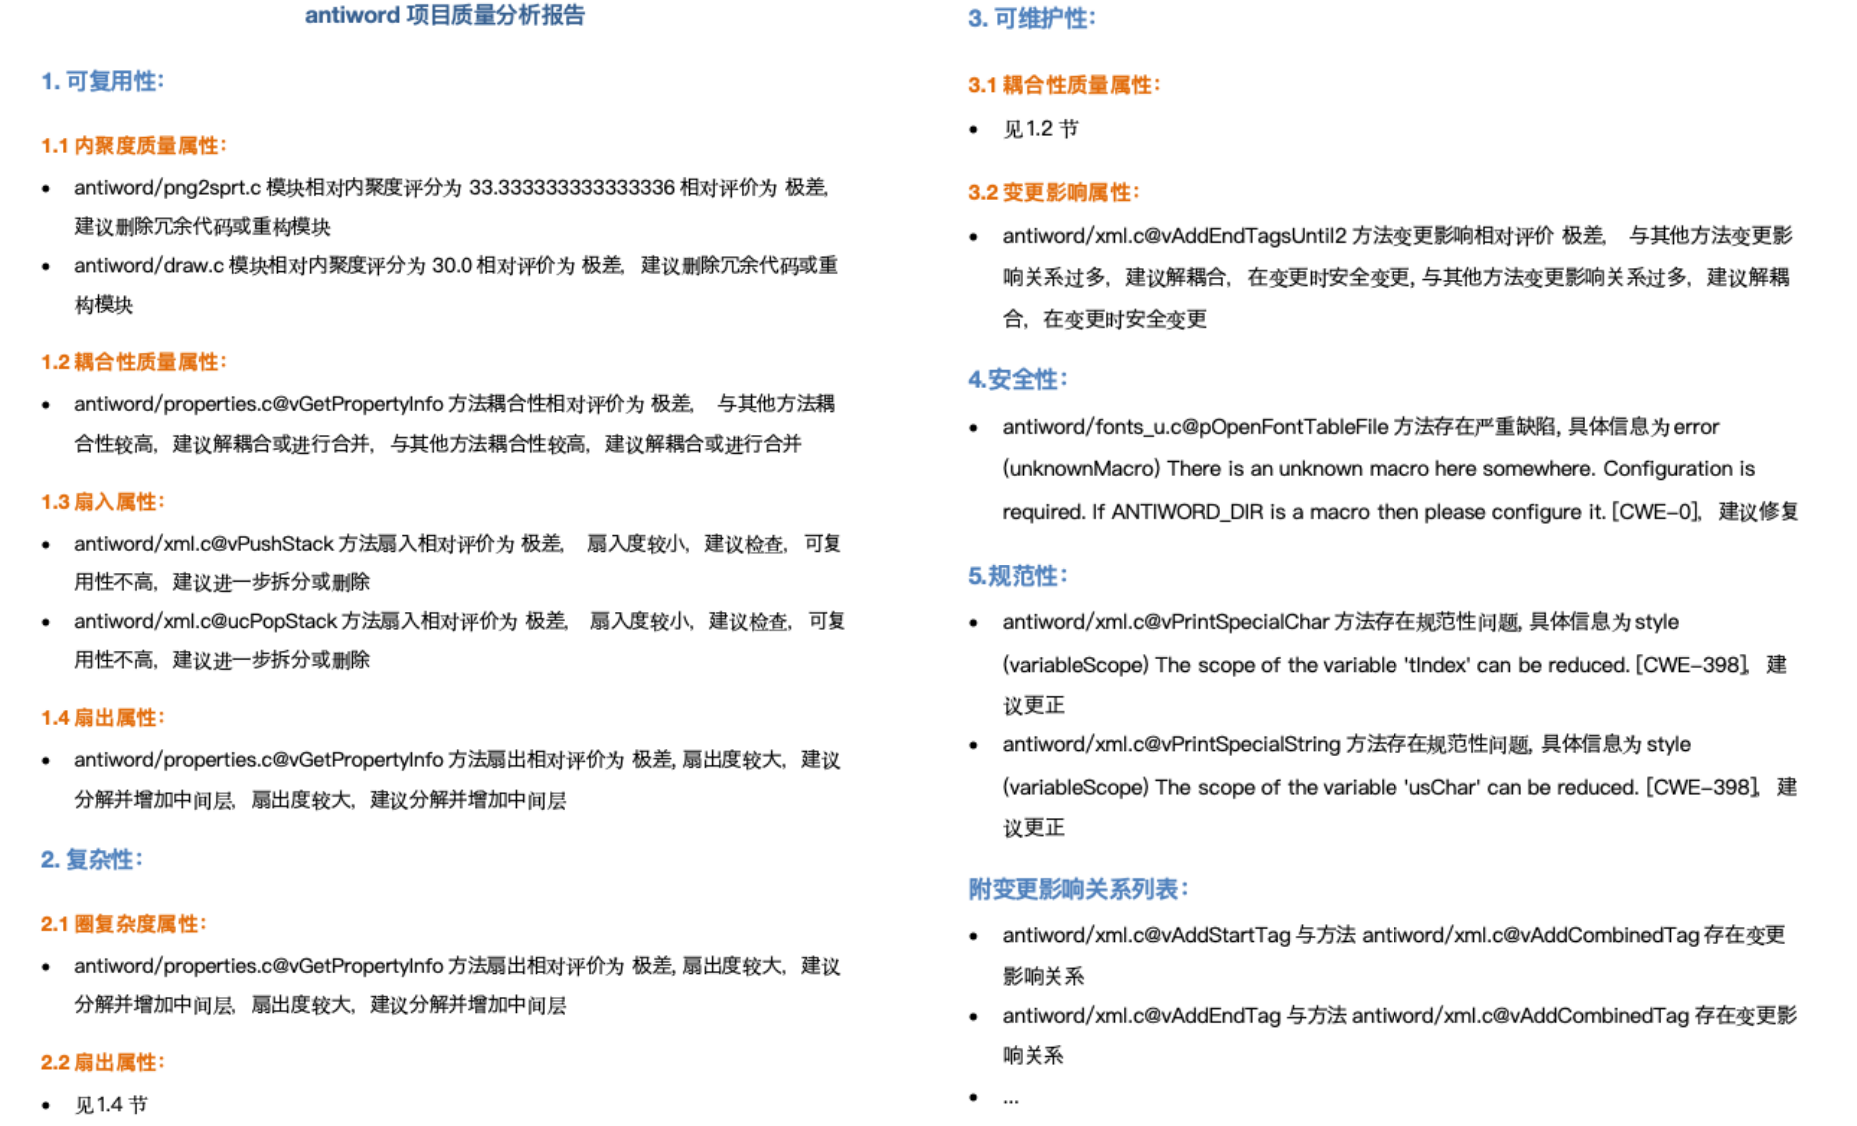 antiword 项目质量分析报告
1. 可复用性：
1.1 内聚度质量属性：
• antiword/png2sprt.c 模块相对内聚度评分为 33.333333333333336 相对评价为 极差，
建议删除冗余代码或重构模块
• antiword/draw.c 模块相对内聚度评分为 30.0 相对评价为 极差，建议删除冗余代码或重
构模块
1.2 耦合性质量属性：
• antiword/properties.c@vGetPropertyInfo 方法耦合性相对评价为 极差， 与其他方法耦
合性较高，建议解耦合或进行合并，与其他方法耦合性较高，建议解耦合或进行合并
1.3 扇入属性：
• antiword/xml.c@vPushStack 方法扇入相对评价为 极差， 扇入度较小，建议检查，可复
用性不高，建议进一步拆分或删除
• antiword/xml.c@ucPopStack 方法扇入相对评价为 极差， 扇入度较小，建议检查，可复
用性不高，建议进一步拆分或删除
1.4 扇出属性：
• antiword/properties.c@vGetPropertyInfo 方法扇出相对评价为 极差, 扇出度较大，建议
分解并增加中间层，扇出度较大，建议分解并增加中间层
2. 复杂性：
2.1 圈复杂度属性：
• antiword/properties.c@vGetPropertyInfo 方法扇出相对评价为 极差, 扇出度较大，建议
分解并增加中间层，扇出度较大，建议分解并增加中间层
2.2 扇出属性：
• 见 1.4 节
3. 可维护性：
3.1 耦合性质量属性：
• 见 1.2 节
3.2 变更影响属性：
• antiword/xml.c@vAddEndTagsUntil2 方法变更影响相对评价 极差， 与其他方法变更影
响关系过多，建议解耦合，在变更时安全变更, 与其他方法变更影响关系过多，建议解耦
合，在变更时安全变更
4.安全性：
• antiword/fonts_u.c@pOpenFontTableFile 方法存在严重缺陷, 具体信息为 error
(unknownMacro) There is an unknown macro here somewhere. Configuration is
required. If ANTIWORD_DIR is a macro then please configure it. [CWE-0]，建议修复
5.规范性：
• antiword/xml.c@vPrintSpecialChar 方法存在规范性问题, 具体信息为 style
(variableScope) The scope of the variable 'tIndex' can be reduced. [CWE-398]，建
议更正
• antiword/xml.c@vPrintSpecialString 方法存在规范性问题, 具体信息为 style
(variableScope) The scope of the variable 'usChar' can be reduced. [CWE-398]，建
议更正
附变更影响关系列表：
• antiword/xml.c@vAddStartTag 与方法 antiword/xml.c@vAddCombinedTag 存在变更
影响关系
• antiword/xml.c@vAddEndTag 与方法 antiword/xml.c@vAddCombinedTag 存在变更影
响关系
• ...